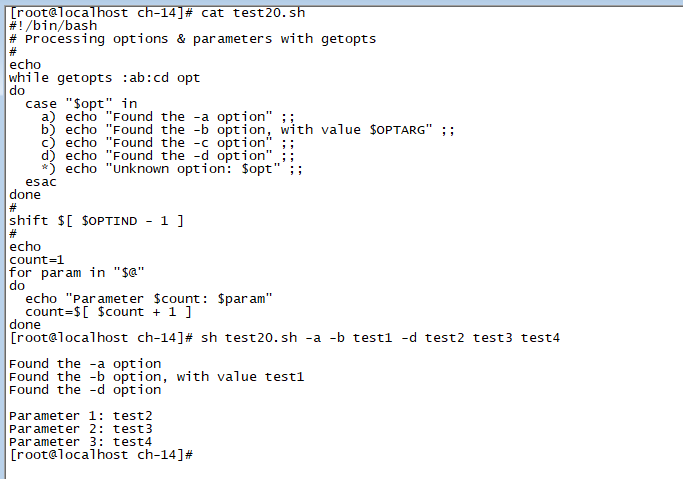 [root@localhost ch-14]# cat test20.sh
#!/bin/bash
# Processing options & parameters with getopts
#
echo
while getopts :ab:cd opt
do
  case "$opt" in
    a) echo "Found the -a option" ;;
    b) echo "Found the -b option, with value $OPTARG" ;;
    c) echo "Found the -c option" ;;
    d) echo "Found the -d option" ;;
    *) echo "Unknown option: $opt" ;;
  esac
done
#
shift $[ $OPTIND - 1 ]
#
echo
count=1
for param in "$@"
do
  echo "Parameter $count: $param"
  count=$[ $count + 1 ]
done
[root@localhost ch-14]# sh test20.sh -a -b test1 -d test2 test3 test4
Found the -a option
Found the -b option, with value test1
Found the -d option
Parameter 1: test2
Parameter 2: test3
Parameter 3: test4
[root@localhost ch-14]#